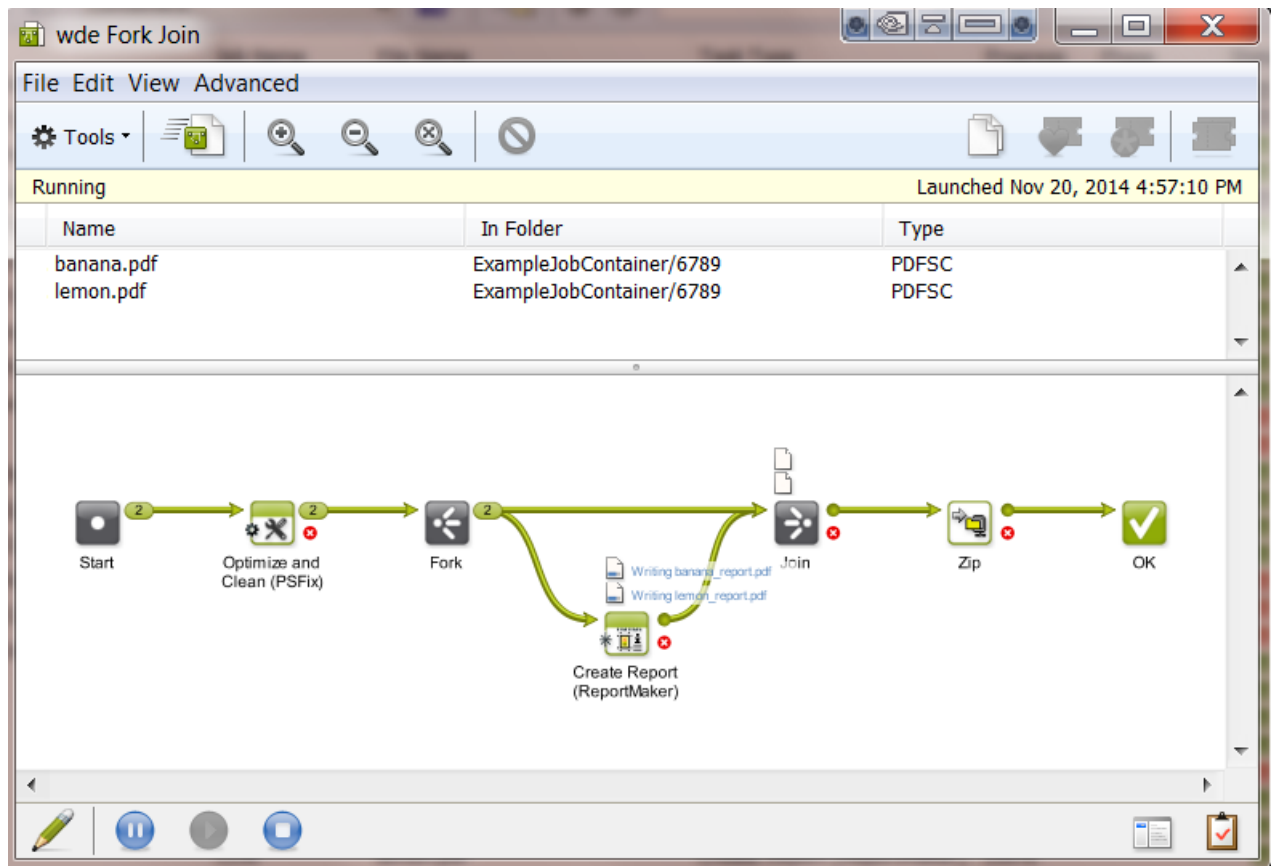 wde Fork Join
File Edit View Advanced
Tools
Running
Launched Nov 20, 2014 4:57:10 PM
Name In Folder Type
banana.pdf ExampleJobContainer/6789 PDFSC
lemon.pdf ExampleJobContainer/6789 PDFSC
2 2 2
Start
Optimize and
Clean (PSFix)
Fork
Writing banana_report.pdf
Writing lemon_report.pdf
Join
Zip
OK
Create Report
(ReportMaker)